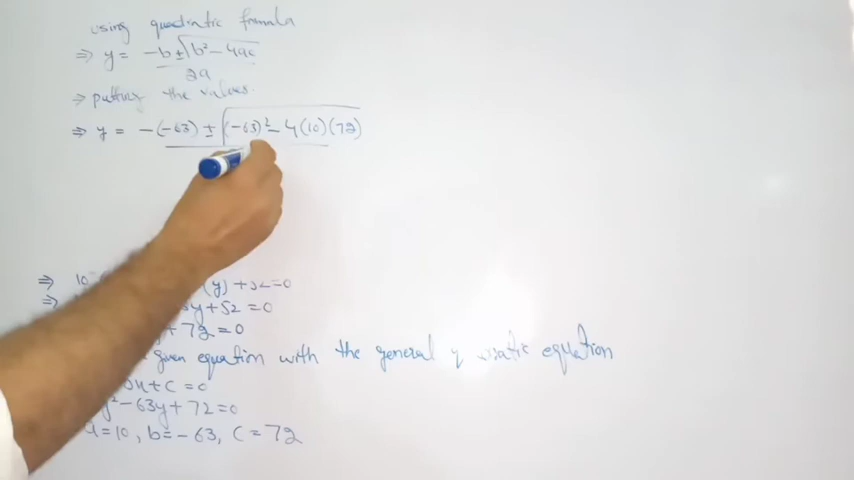 using quadratic formula
⇒ y = -b ± √b² - 4ac / 2a
⇒ putting the values.
⇒ y = -(-63) ± √(-63)² - 4(10)(72)
⇒ 10 (y) + 52 = 0
⇒ y + 52 = 0
+ 72 = 0
given equation with the general equation
+ c = 0
y² - 63y + 72 = 0
a = 10, b = -63, c = 72